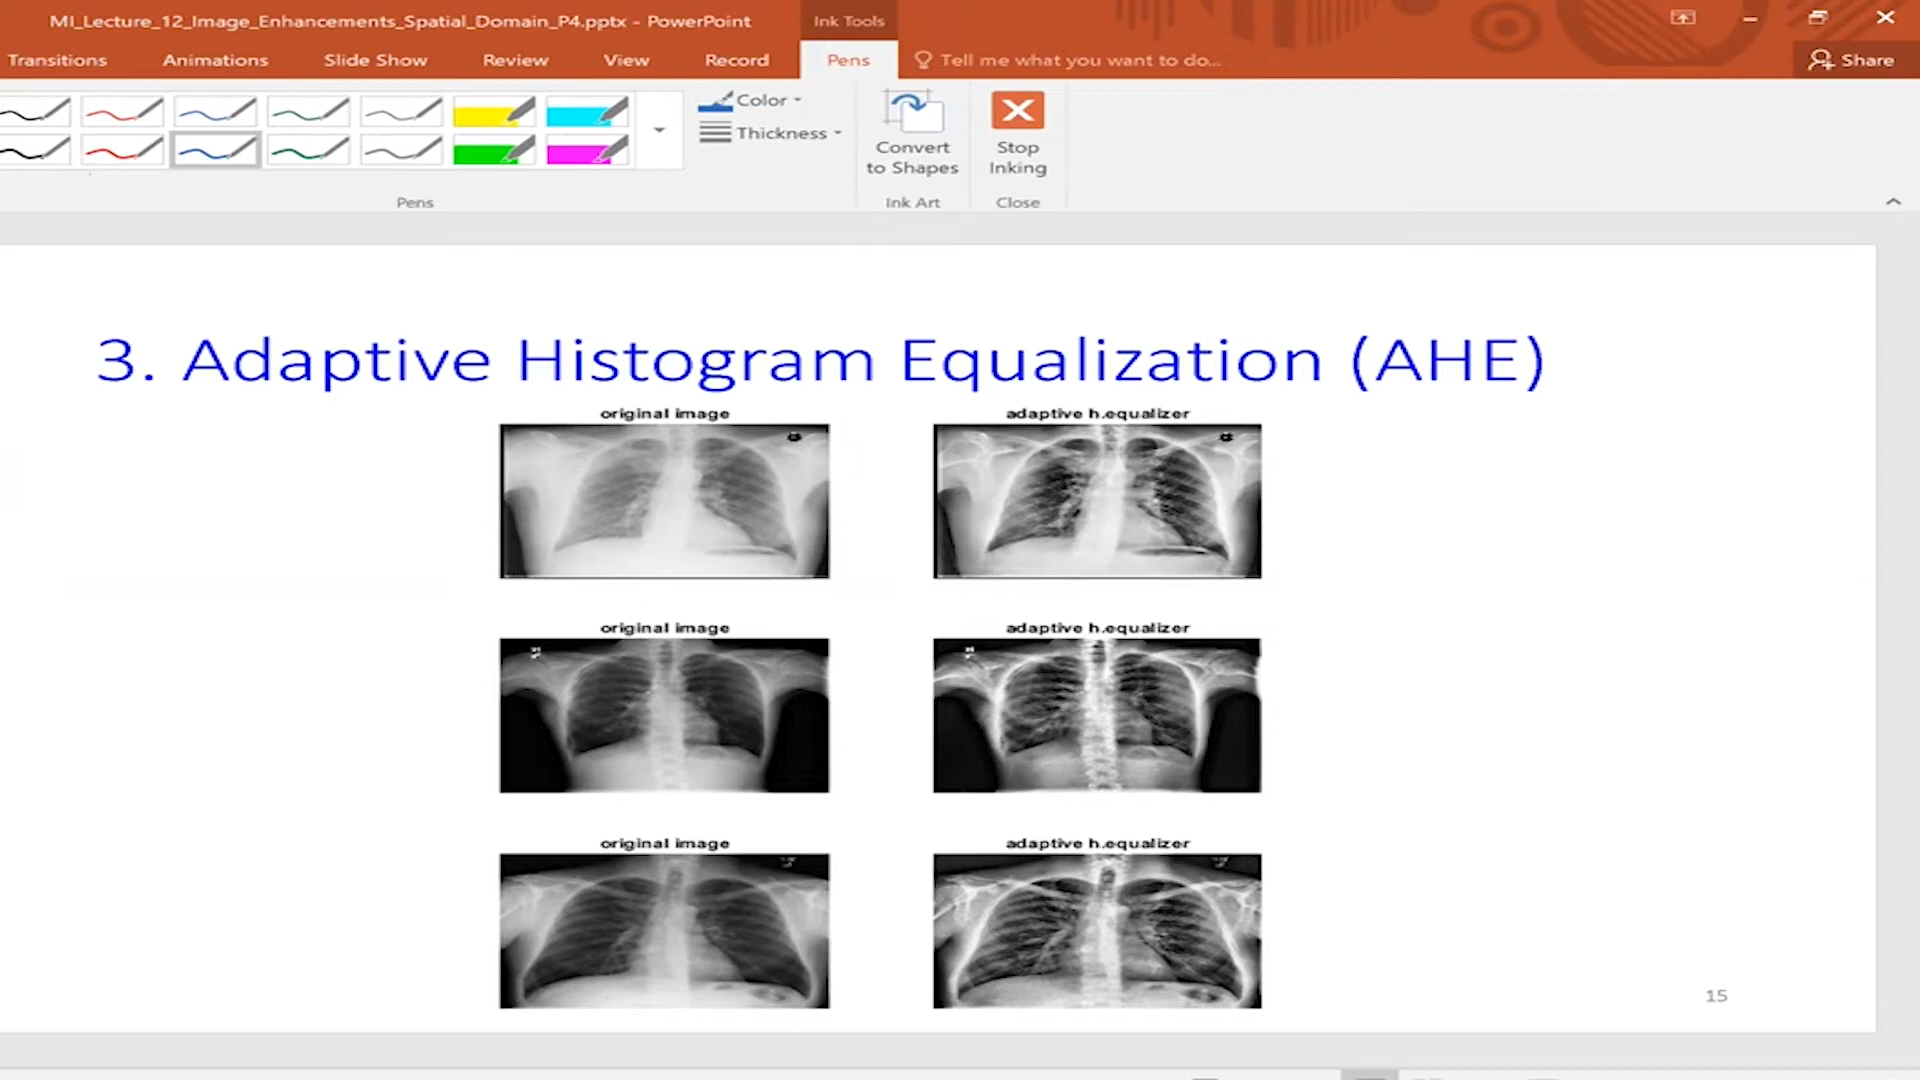 MI_Lecture_12_Image_Enhancements_Spatial_Domain_P4.pptx - PowerPoint
Ink Tools
Transitions Animations Slide Show Review View Record Pens Tell me what you want to do... Share
Color
Thickness
Convert to Shapes
Stop Inking
Pens
Ink Art
Close
3. Adaptive Histogram Equalization (AHE)
original image adaptive h.equalizer
original image adaptive h.equalizer
original image adaptive h.equalizer
15